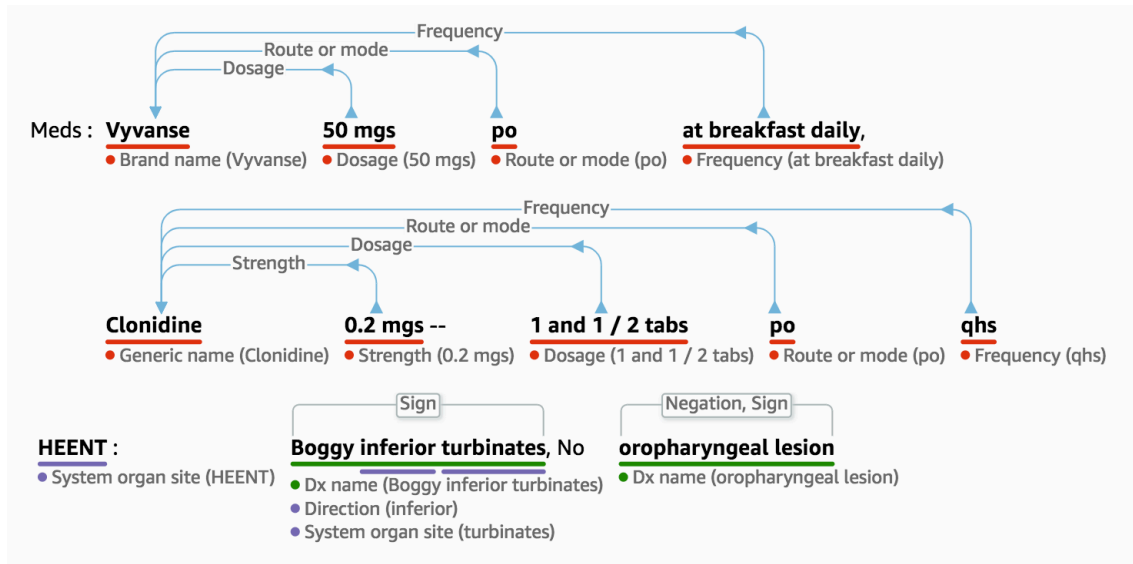 Frequency
Route or mode
Dosage
Meds : Vyvanse 50 mgs po at breakfast daily,
Brand name (Vyvanse) Dosage (50 mgs) Route or mode (po) Frequency (at breakfast daily)
Frequency
Route or mode
Dosage
Strength
Clonidine 0.2 mgs -- 1 and 1 / 2 tabs po qhs
Generic name (Clonidine) Strength (0.2 mgs) Dosage (1 and 1 / 2 tabs) Route or mode (po) Frequency (qhs)
Sign Negation, Sign
HEENT : Boggy inferior turbinates, No oropharyngeal lesion
System organ site (HEENT) Dx name (Boggy inferior turbinates) Dx name (oropharyngeal lesion)
Direction (inferior)
System organ site (turbinates)